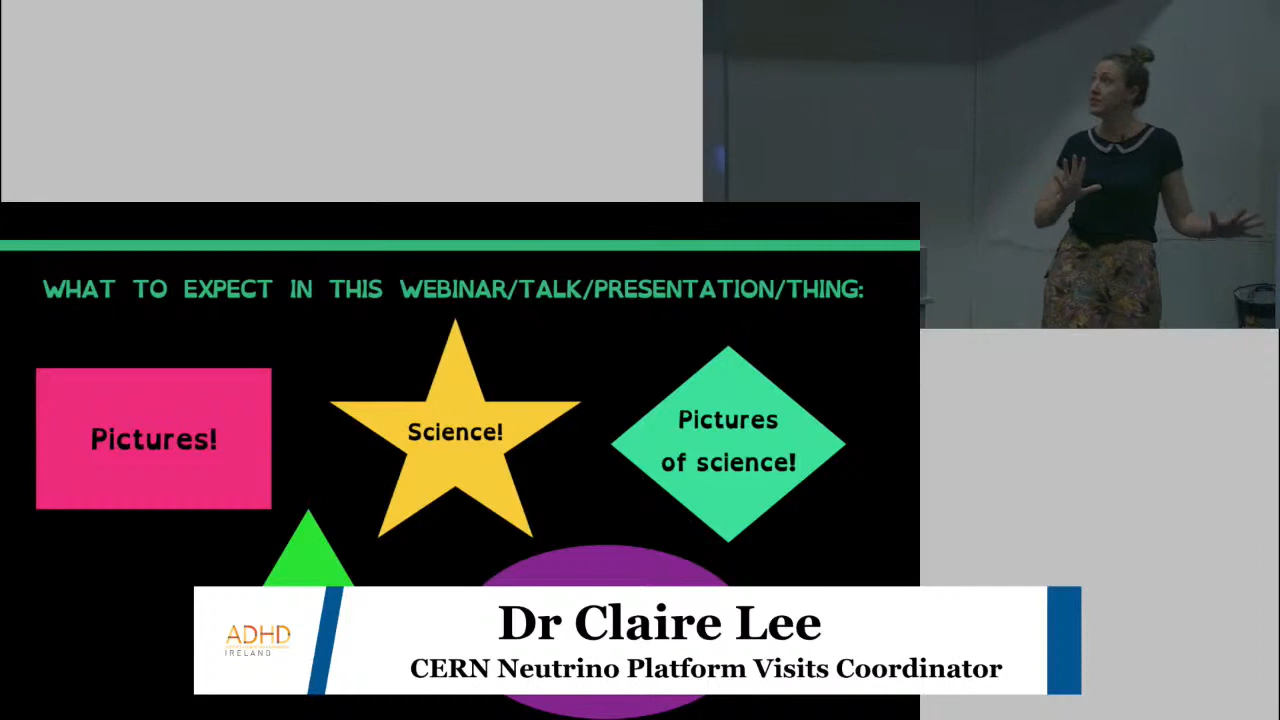 WHAT TO EXPECT IN THIS WEBINAR/TALK/PRESENTATION/THING:
Pictures!
Science!
Pictures
of science!
Dr Claire Lee
CERN Neutrino Platform Visits Coordinator
ADHD
IRELAND